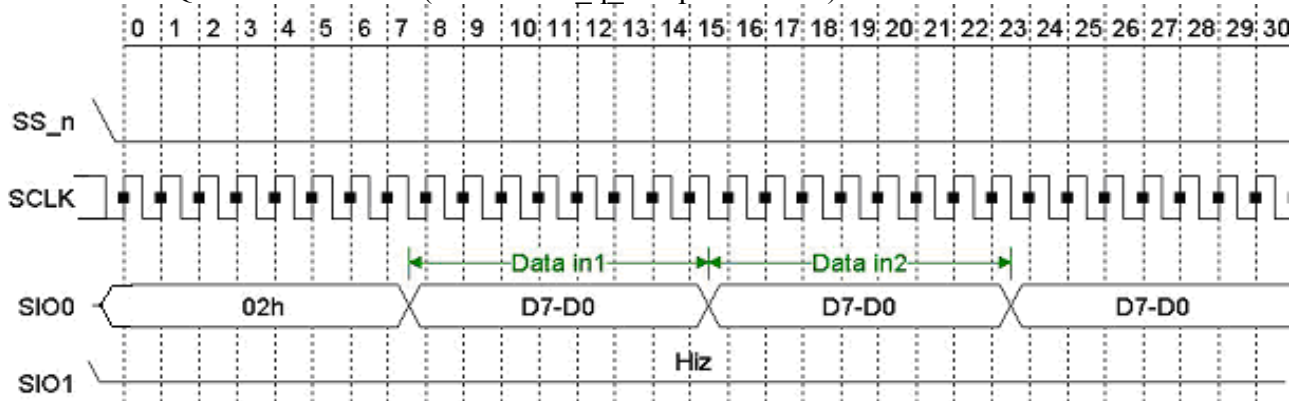 0 1 2 3 4 5 6 7 8 9 10 11 12 13 14 15 16 17 18 19 20 21 22 23 24 25 26 27 28 29 30
SS_n
SCLK
Data in1 Data in2
SIO0 02h D7-D0 D7-D0 D7-D0
Hiz
SIO1